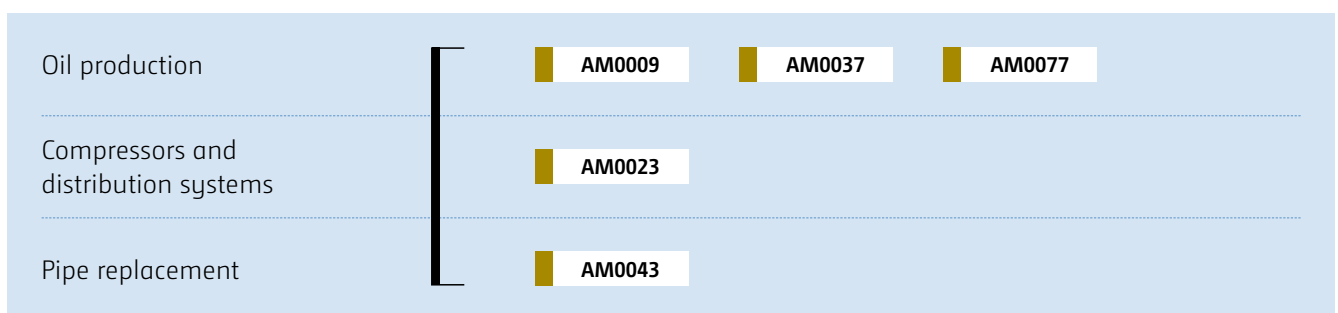 Oil production
AM0009 AM0037 AM0077
Compressors and
distribution systems
AM0023
Pipe replacement
AM0043